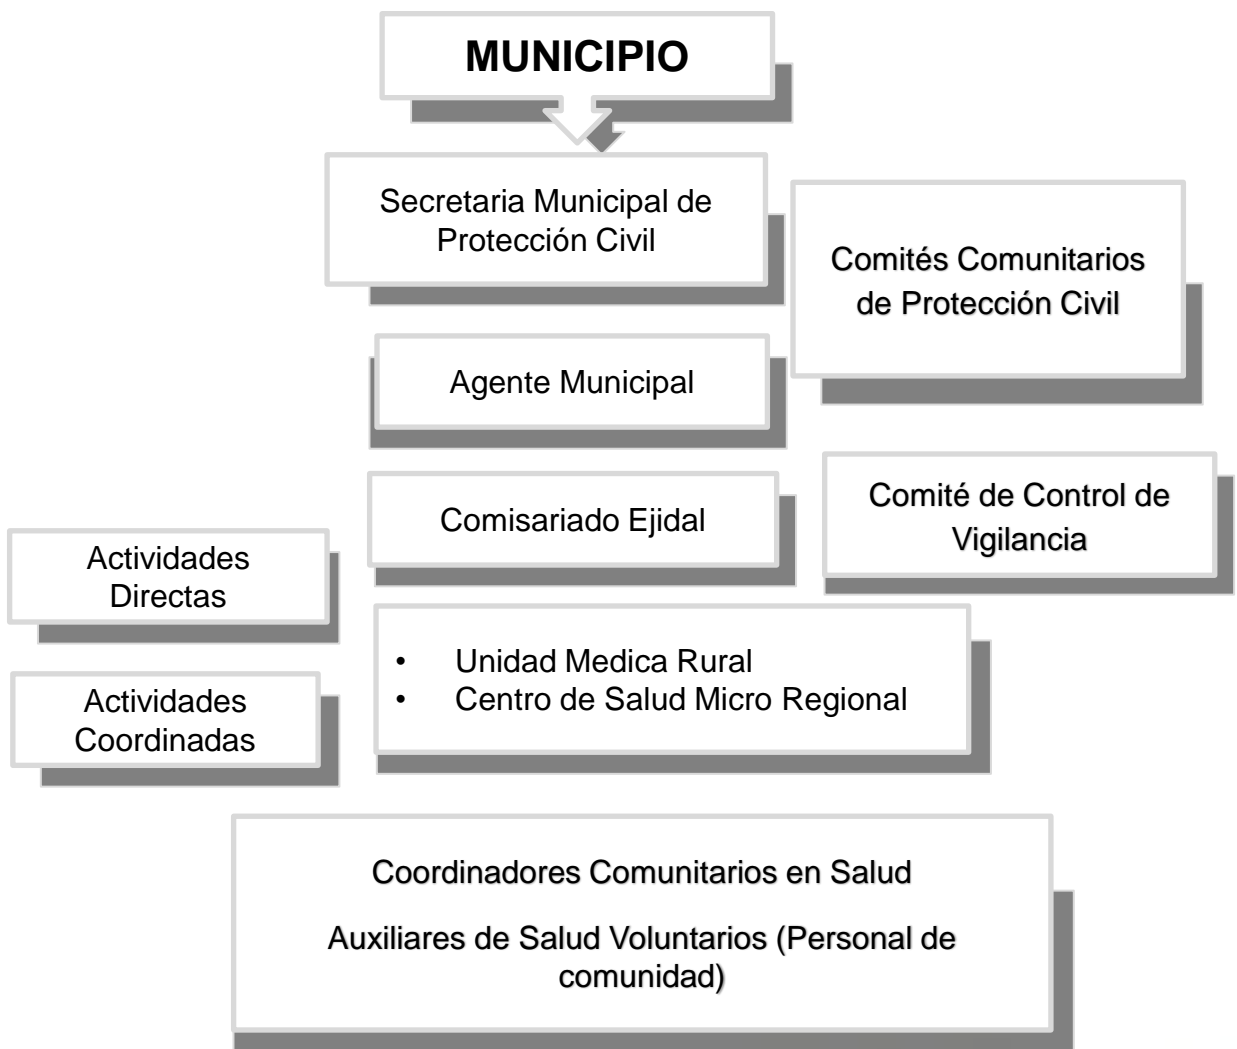 MUNICIPIO
Secretaria Municipal de
Protección Civil
Comités Comunitarios
de Protección Civil
Agente Municipal
Comisariado Ejidal
Comité de Control de
Vigilancia
Actividades
Directas
• Unidad Medica Rural
• Centro de Salud Micro Regional
Actividades
Coordinadas
Coordinadores Comunitarios en Salud
Auxiliares de Salud Voluntarios (Personal de
comunidad)